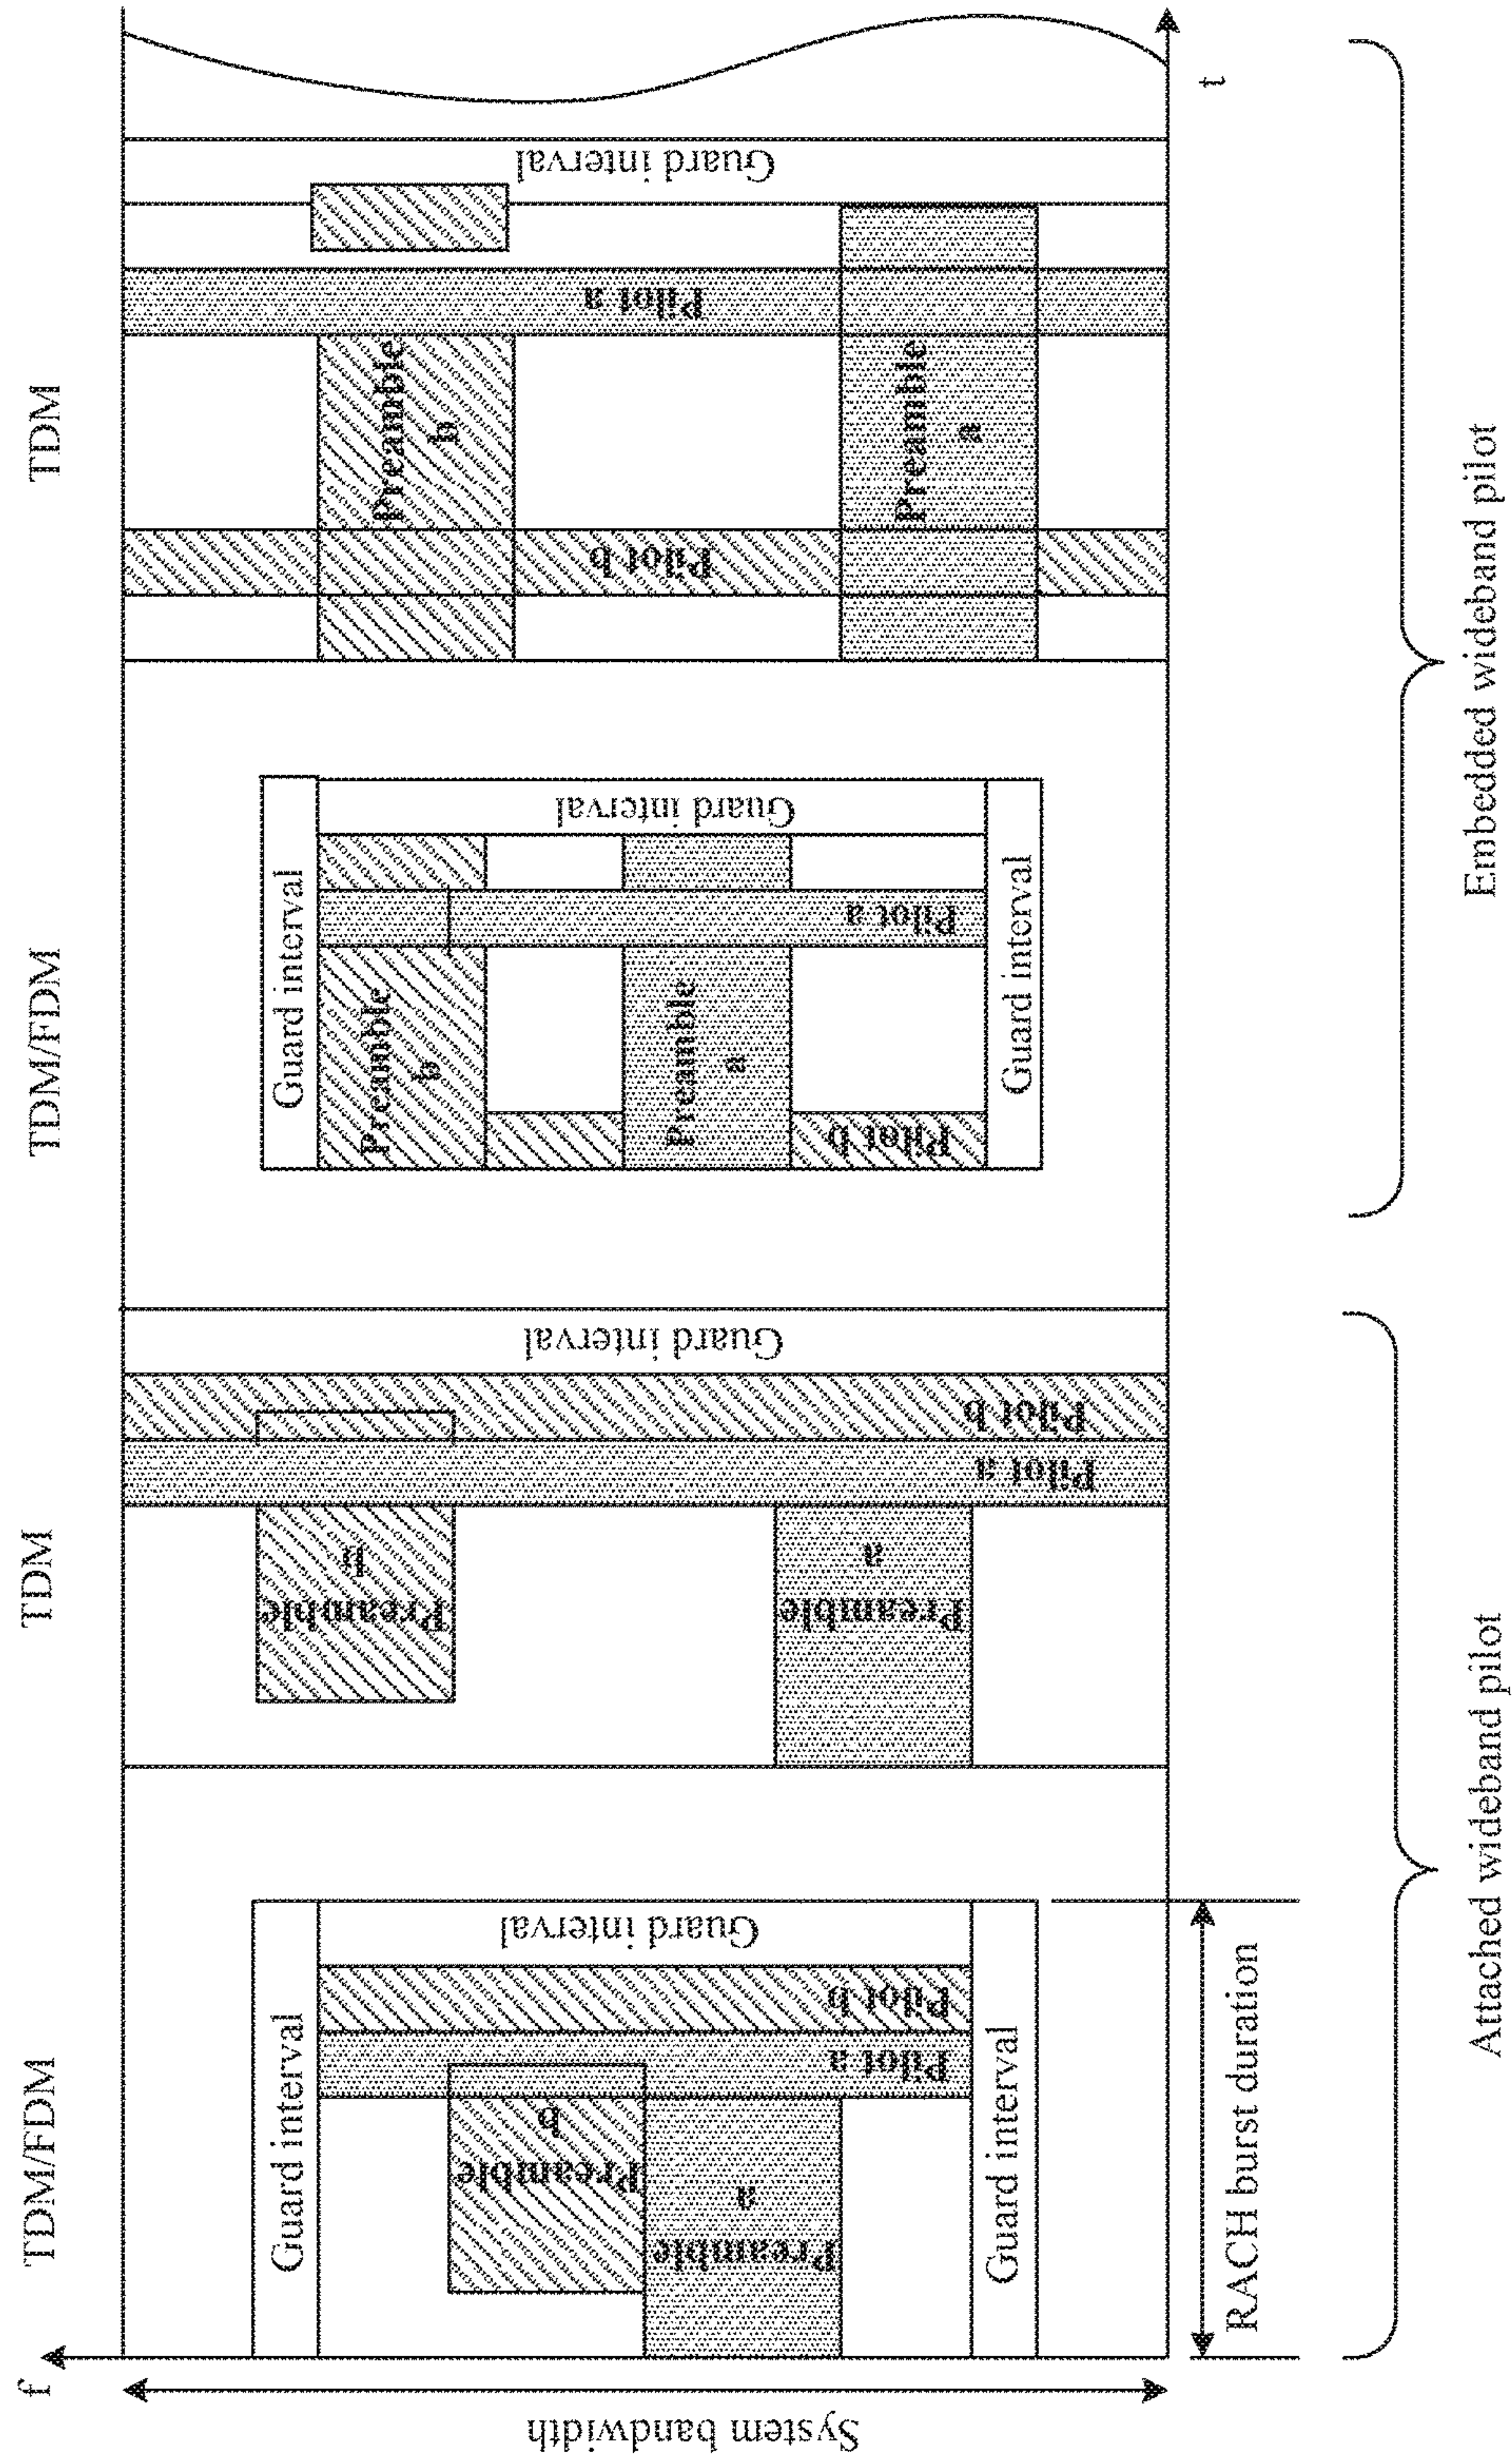 f
TDM/FDM
TDM
TDM/FDM
TDM
System bandwidth
Guard interval
Preamble
b
Preamble
a
Pilot a
Pilot b
Guard interval
Guard interval
Preamble
b
Preamble
a
Pilot a
Pilot b
Guard interval
Guard interval
Preamble
b
Preamble
a
Pilot b
Pilot a
Guard interval
Guard interval
Preamble
b
Preamble
a
Pilot b
Pilot a
Guard interval
t
RACH burst duration
Attached wideband pilot
Embedded wideband pilot